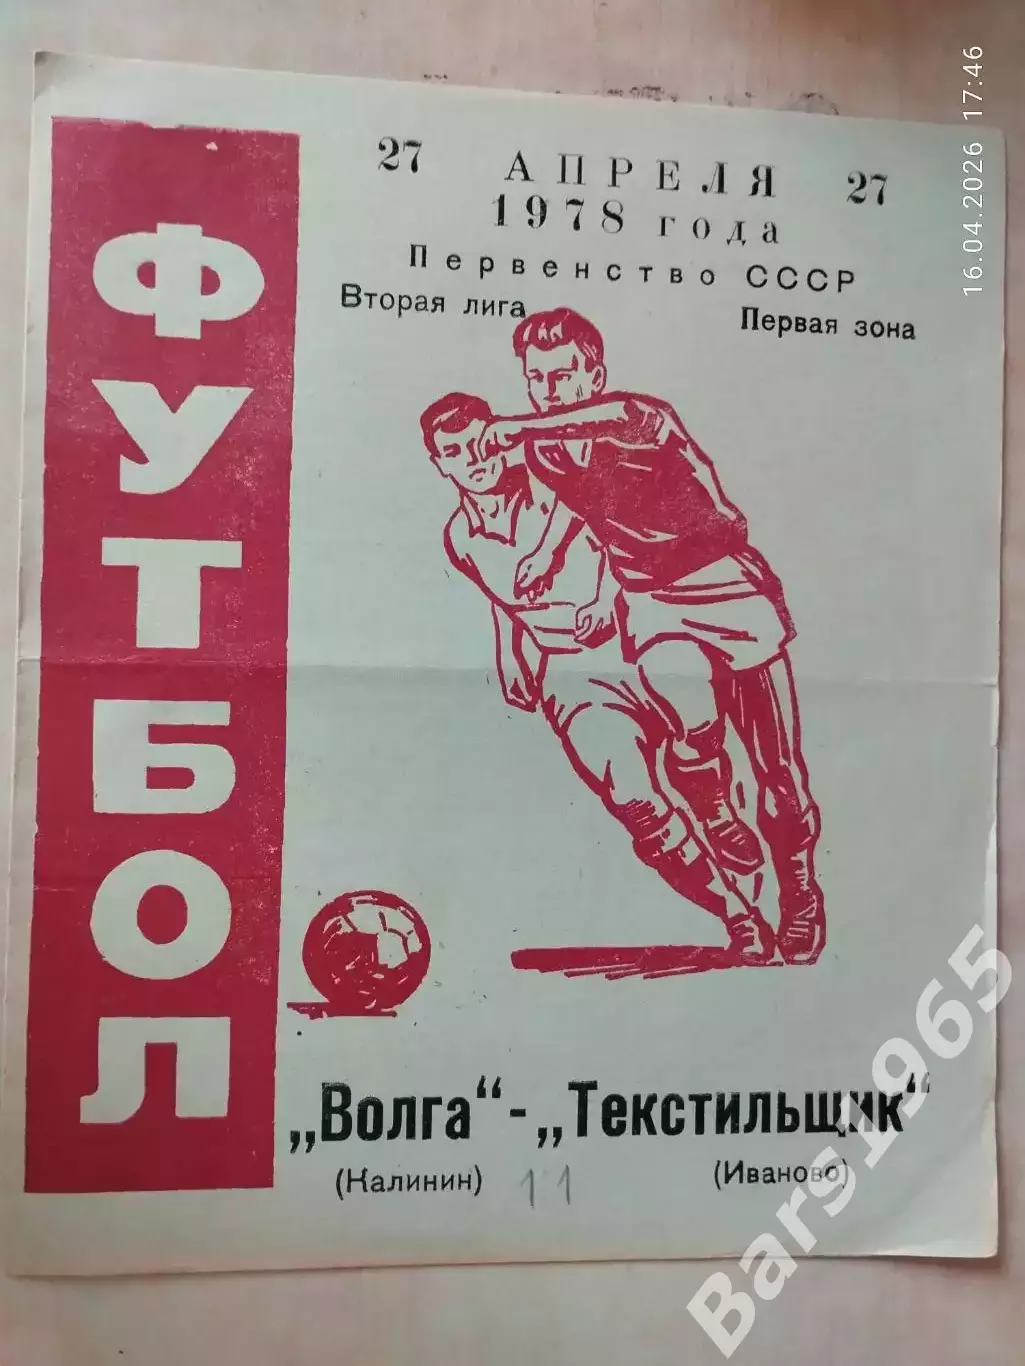 16.04.2026 17:46
ФУТБОЛ
27 АПРЕЛЯ 27
1978 года
Первенство СССР
Вторая лига Первая зона
„Волга“-„Текстильщик“
(Калинин) 11 (Иваново)
Bars1965